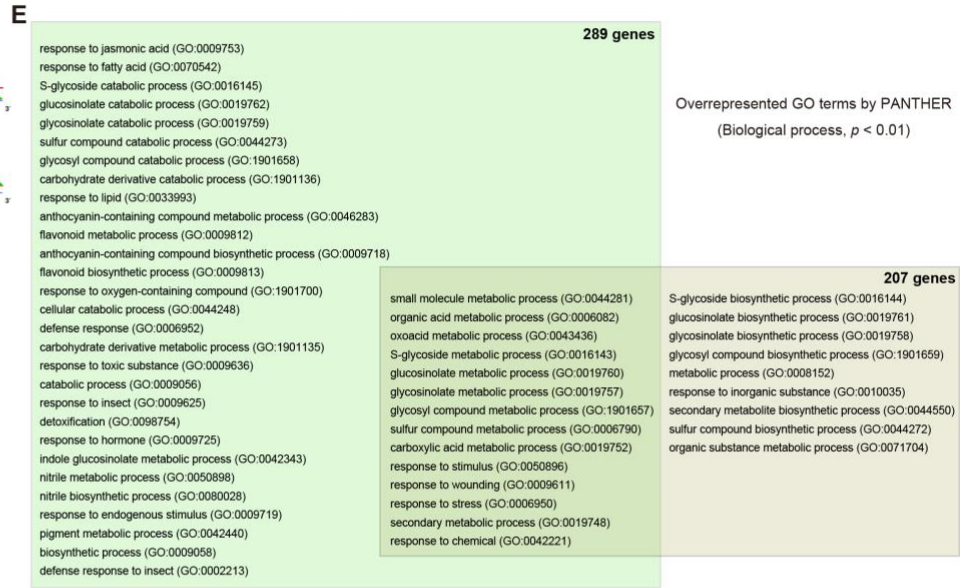 E
289 genes
response to jasmonic acid (GO:0009753)
response to fatty acid (GO:0070542)
S-glycoside catabolic process (GO:0016145)
glucosinolate catabolic process (GO:0019762)
glycosinolate catabolic process (GO:0019759)
sulfur compound catabolic process (GO:0044273)
glycosyl compound catabolic process (GO:1901658)
carbohydrate derivative catabolic process (GO:1901136)
response to lipid (GO:0033993)
anthocyanin-containing compound metabolic process (GO:0046283)
flavonoid metabolic process (GO:0009812)
anthocyanin-containing compound biosynthetic process (GO:0009718)
flavonoid biosynthetic process (GO:0009813)
response to oxygen-containing compound (GO:1901700)
cellular catabolic process (GO:0044248)
defense response (GO:0006952)
carbohydrate derivative metabolic process (GO:1901135)
response to toxic substance (GO:0009636)
catabolic process (GO:0009056)
response to insect (GO:0009625)
detoxification (GO:0098754)
response to hormone (GO:0009725)
indole glucosinolate metabolic process (GO:0042343)
nitrile metabolic process (GO:0050898)
nitrile biosynthetic process (GO:0080028)
response to endogenous stimulus (GO:0009719)
pigment metabolic process (GO:0042440)
biosynthetic process (GO:0009058)
defense response to insect (GO:0002213)
small molecule metabolic process (GO:0044281)
organic acid metabolic process (GO:0006082)
oxoacid metabolic process (GO:0043436)
S-glycoside metabolic process (GO:0016143)
glucosinolate metabolic process (GO:0019760)
glycosinolate metabolic process (GO:0019757)
glycosyl compound metabolic process (GO:1901657)
sulfur compound metabolic process (GO:0006790)
carboxylic acid metabolic process (GO:0019752)
response to stimulus (GO:0050896)
response to wounding (GO:0009611)
response to stress (GO:0006950)
secondary metabolic process (GO:0019748)
response to chemical (GO:0042221)
Overrepresented GO terms by PANTHER
(Biological process, p < 0.01)
207 genes
S-glycoside biosynthetic process (GO:0016144)
glucosinolate biosynthetic process (GO:0019761)
glycosinolate biosynthetic process (GO:0019758)
glycosyl compound biosynthetic process (GO:1901659)
metabolic process (GO:0008152)
response to inorganic substance (GO:0010035)
secondary metabolite biosynthetic process (GO:0044550)
sulfur compound biosynthetic process (GO:0044272)
organic substance metabolic process (GO:0071704)